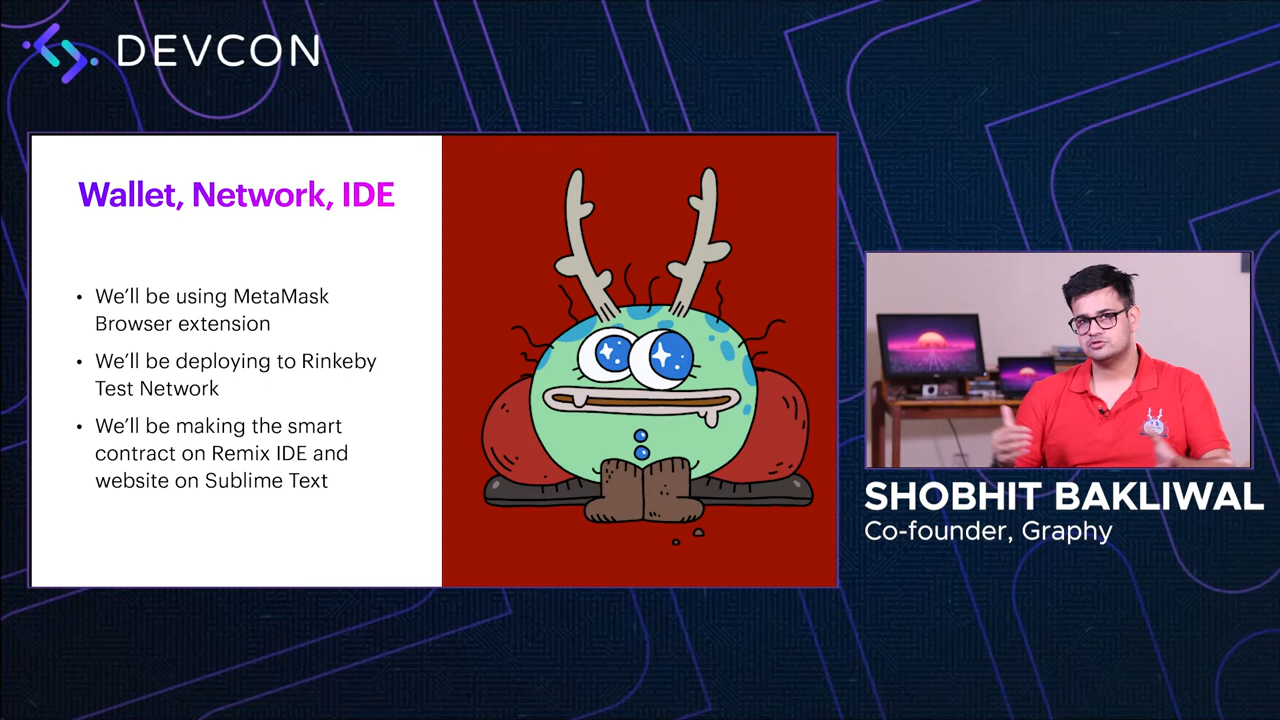 DEVCON
Wallet, Network, IDE
• We’ll be using MetaMask
Browser extension
• We’ll be deploying to Rinkeby
Test Network
• We’ll be making the smart
contract on Remix IDE and
website on Sublime Text
SHOBHIT BAKLIWAL
Co-founder, Graphy